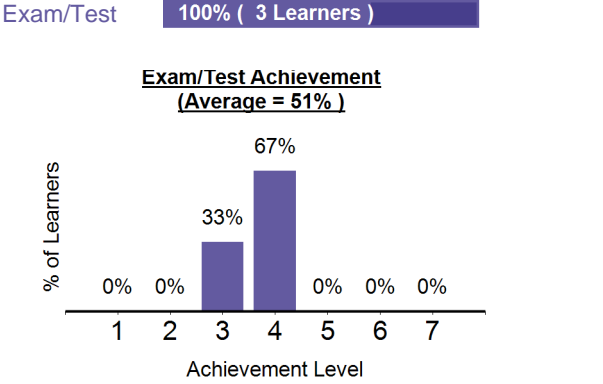 Exam/Test
100% ( 3 Learners )
Exam/Test Achievement
(Average = 51% )
67%
33%
0% 0% 0% 0% 0%
% of Learners
1 2 3 4 5 6 7
Achievement Level